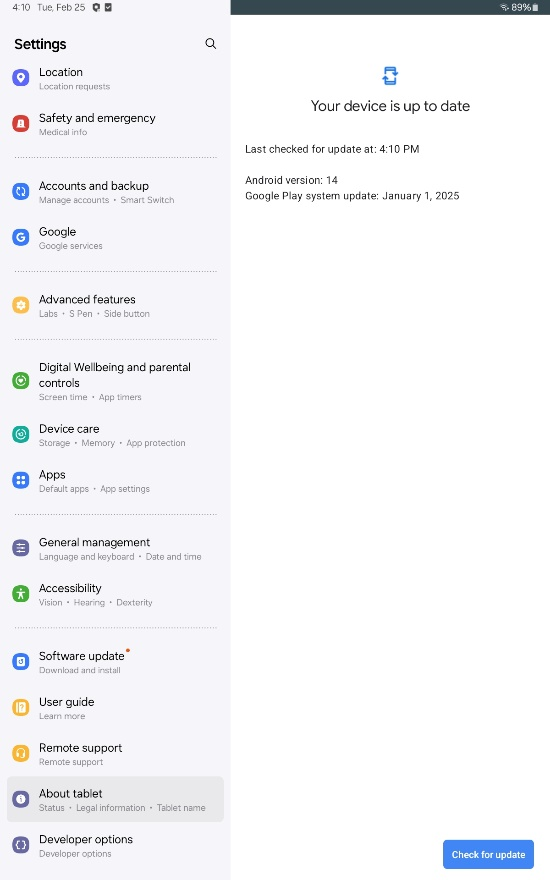 4:10 Tue, Feb 25
89%
Settings
Location
Location requests
Safety and emergency
Medical info
Accounts and backup
Manage accounts • Smart Switch
Google
Google services
Advanced features
Labs • S Pen • Side button
Digital Wellbeing and parental
controls
Screen time • App timers
Device care
Storage • Memory • App protection
Apps
Default apps • App settings
General management
Language and keyboard • Date and time
Accessibility
Vision • Hearing • Dexterity
Software update
Download and install
User guide
Learn more
Remote support
Remote support
About tablet
Status • Legal information • Tablet name
Developer options
Developer options
Your device is up to date
Last checked for update at: 4:10 PM
Android version: 14
Google Play system update: January 1, 2025
Check for update